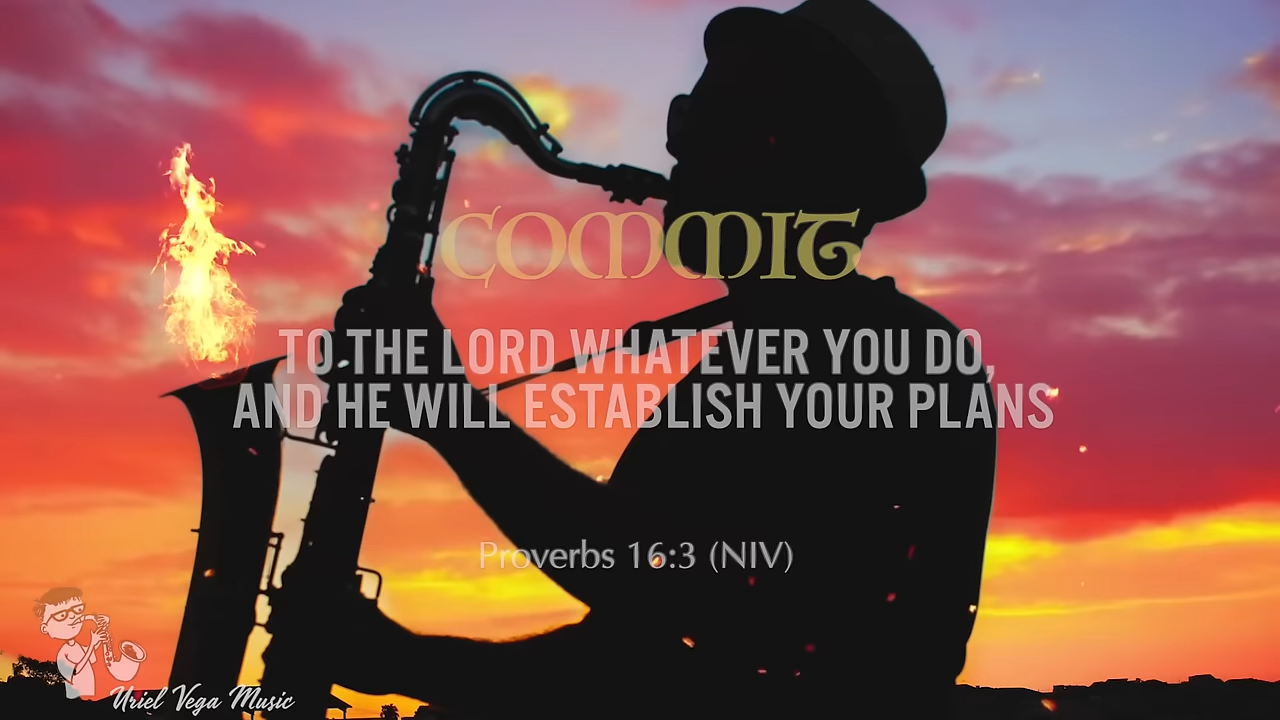 COMMIT
TO THE LORD WHATEVER YOU DO,
AND HE WILL ESTABLISH YOUR PLANS
Proverbs 16:3 (NIV)
Uriel Vega Music